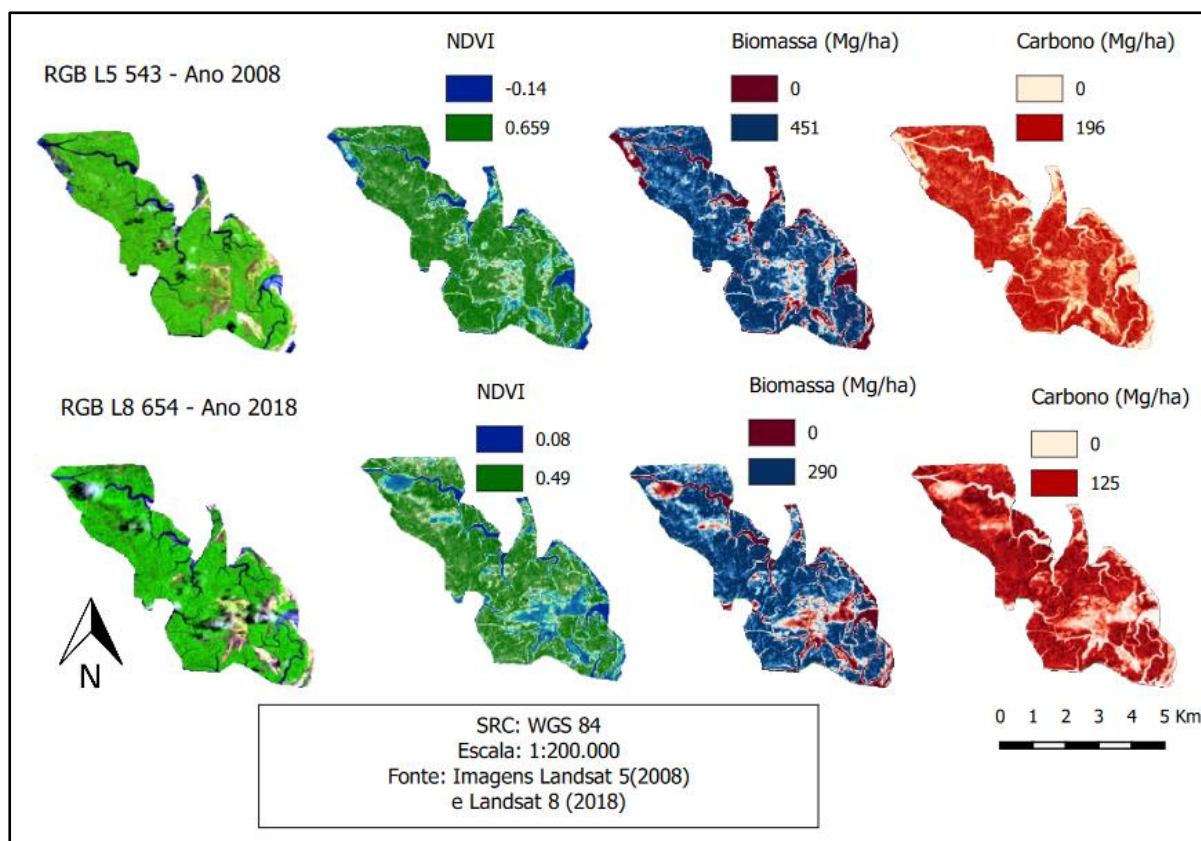 RGB L5 543 - Ano 2008
NDVI
-0.14
0.659
Biomassa (Mg/ha)
0
451
Carbono (Mg/ha)
0
196
RGB L8 654 - Ano 2018
NDVI
0.08
0.49
Biomassa (Mg/ha)
0
290
Carbono (Mg/ha)
0
125
N
0 1 2 3 4 5 Km
SRC: WGS 84
Escala: 1:200.000
Fonte: Imagens Landsat 5(2008)
e Landsat 8 (2018)